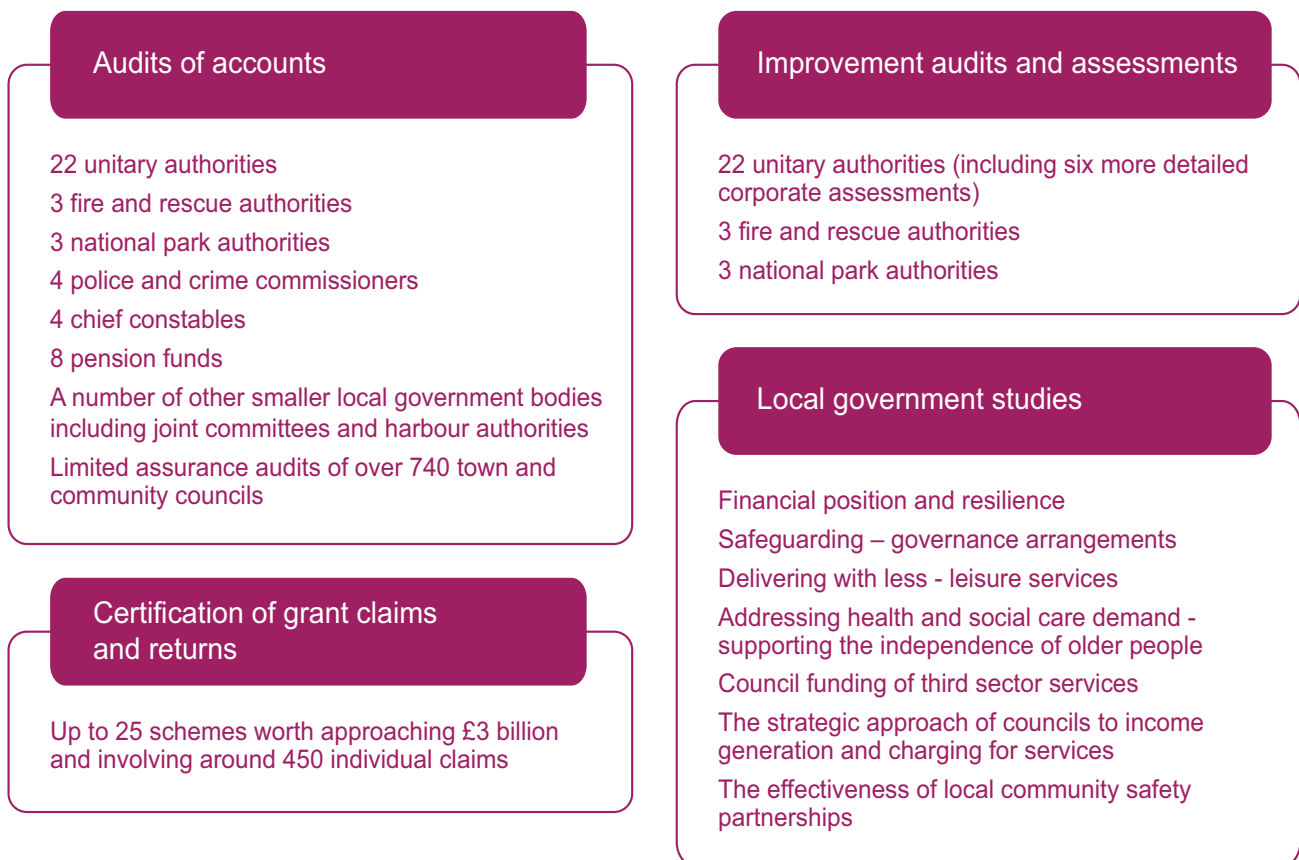 Audits of accounts
22 unitary authorities
3 fire and rescue authorities
3 national park authorities
4 police and crime commissioners
4 chief constables
8 pension funds
A number of other smaller local government bodies
including joint committees and harbour authorities
Limited assurance audits of over 740 town and
community councils
Certification of grant claims
and returns
Up to 25 schemes worth approaching £3 billion
and involving around 450 individual claims
Improvement audits and assessments
22 unitary authorities (including six more detailed
corporate assessments)
3 fire and rescue authorities
3 national park authorities
Local government studies
Financial position and resilience
Safeguarding – governance arrangements
Delivering with less - leisure services
Addressing health and social care demand -
supporting the independence of older people
Council funding of third sector services
The strategic approach of councils to income
generation and charging for services
The effectiveness of local community safety
partnerships